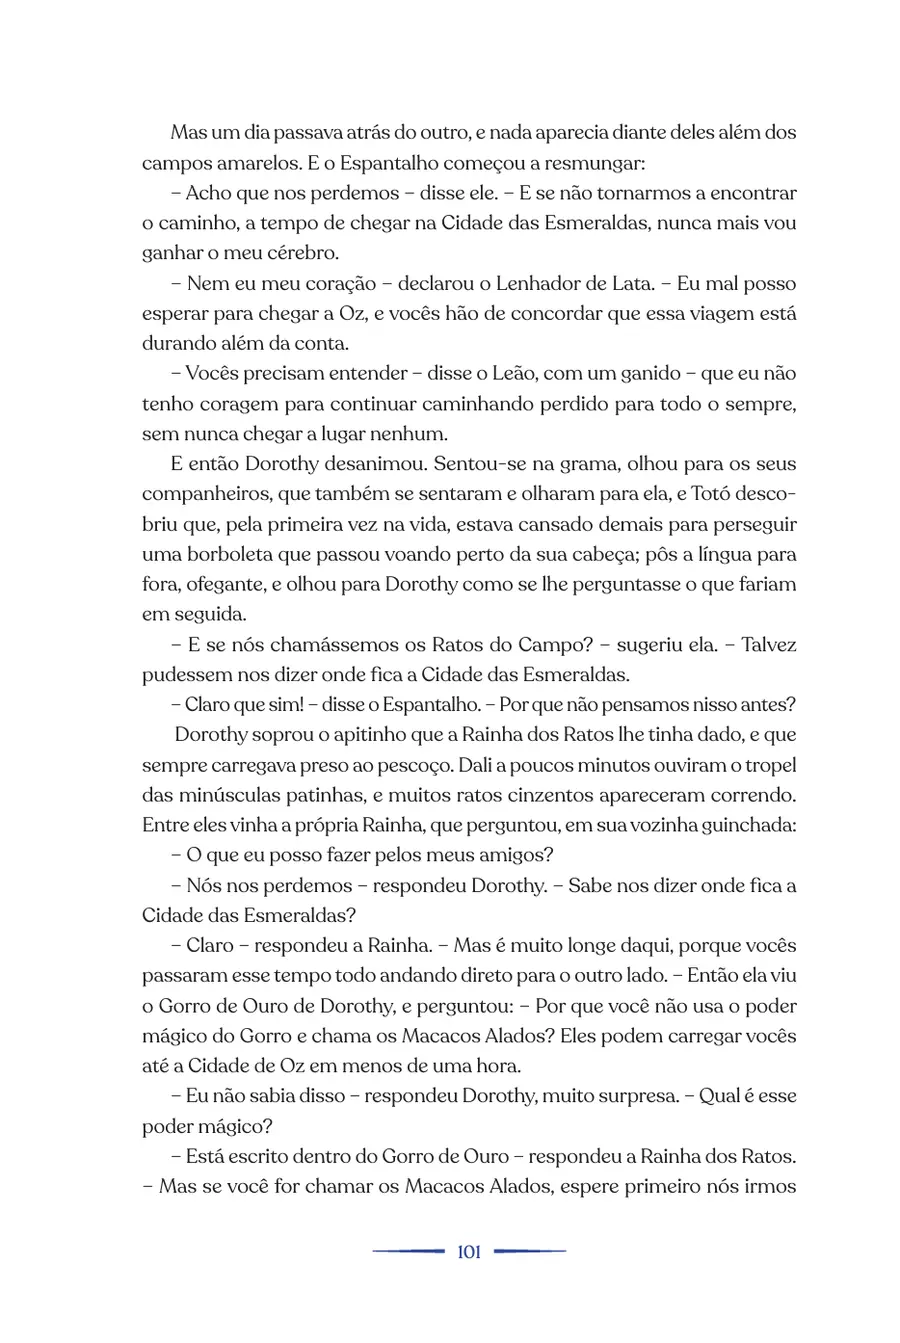 Mas um dia passava atrás do outro, e nada aparecia diante deles além dos
campos amarelos. E o Espantalho começou a resmungar:
– Acho que nos perdemos – disse ele. – E se não tornarmos a encontrar
o caminho, a tempo de chegar na Cidade das Esmeraldas, nunca mais vou
ganhar o meu cérebro.
– Nem eu meu coração – declarou o Lenhador de Lata. – Eu mal posso
esperar para chegar a Oz, e vocês hão de concordar que essa viagem está
durando além da conta.
– Vocês precisam entender – disse o Leão, com um ganido – que eu não
tenho coragem para continuar caminhando perdido para todo o sempre,
sem nunca chegar a lugar nenhum.
E então Dorothy desanimou. Sentou-se na grama, olhou para os seus
companheiros, que também se sentaram e olharam para ela, e Totó desco-
briu que, pela primeira vez na vida, estava cansado demais para perseguir
uma borboleta que passou voando perto da sua cabeça; pôs a língua para
fora, ofegante, e olhou para Dorothy como se lhe perguntasse o que fariam
em seguida.
– E se nós chamássemos os Ratos do Campo? – sugeriu ela. – Talvez
pudessem nos dizer onde fica a Cidade das Esmeraldas.
– Claro que sim! – disse o Espantalho. – Por que não pensamos nisso antes?
Dorothy soprou o apitinho que a Rainha dos Ratos lhe tinha dado, e que
sempre carregava preso ao pescoço. Dali a poucos minutos ouviram o tropel
das minúsculas patinhas, e muitos ratos cinzentos apareceram correndo.
Entre eles vinha a própria Rainha, que perguntou, em sua vozinha guinchada:
– O que eu posso fazer pelos meus amigos?
– Nós nos perdemos – respondeu Dorothy. – Sabe nos dizer onde fica a
Cidade das Esmeraldas?
– Claro – respondeu a Rainha. – Mas é muito longe daqui, porque vocês
passaram esse tempo todo andando direto para o outro lado. – Então ela viu
o Gorro de Ouro de Dorothy, e perguntou: – Por que você não usa o poder
mágico do Gorro e chama os Macacos Alados? Eles podem carregar vocês
até a Cidade de Oz em menos de uma hora.
– Eu não sabia disso – respondeu Dorothy, muito surpresa. – Qual é esse
poder mágico?
– Está escrito dentro do Gorro de Ouro – respondeu a Rainha dos Ratos.
– Mas se você for chamar os Macacos Alados, espere primeiro nós irmos
101